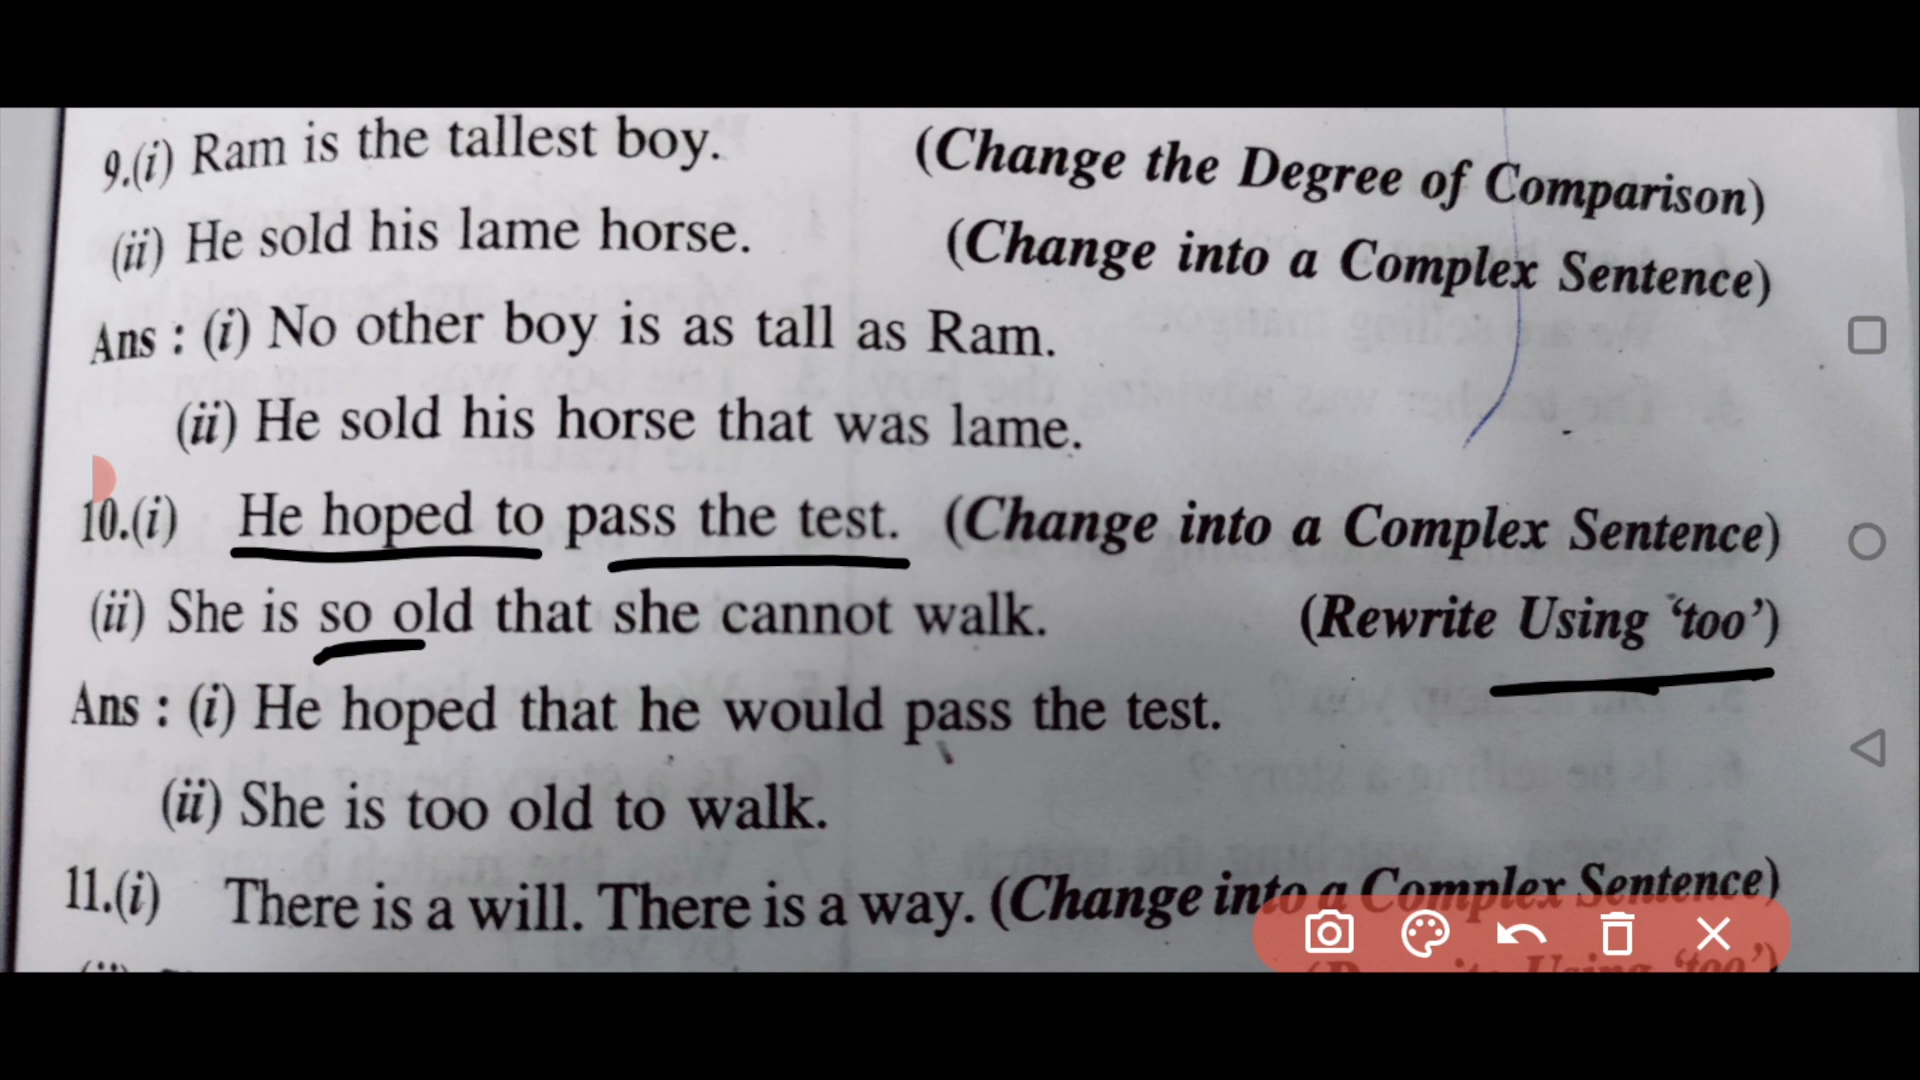 9.(i) Ram is the tallest boy. (Change the Degree of Comparison)
(ii) He sold his lame horse. (Change into a Complex Sentence)
Ans : (i) No other boy is as tall as Ram.
(ii) He sold his horse that was lame.
10.(i) He hoped to pass the test. (Change into a Complex Sentence)
(ii) She is so old that she cannot walk. (Rewrite Using ‘too’)
Ans : (i) He hoped that he would pass the test.
(ii) She is too old to walk.
11.(i) There is a will. There is a way. (Change into a Complex Sentence)
Using ‘too’)